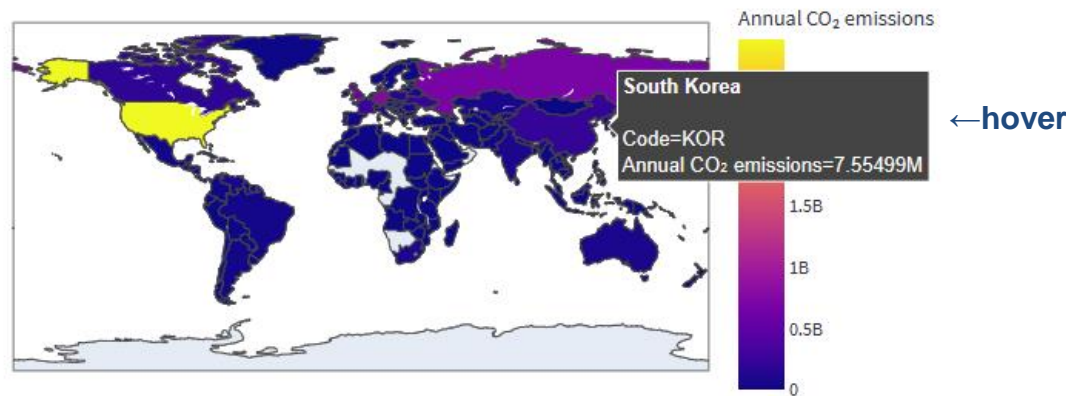 Annual CO₂ emissions
South Korea
Code=KOR
Annual CO₂ emissions=7.55499M
←hover
1.5B
1B
0.5B
0